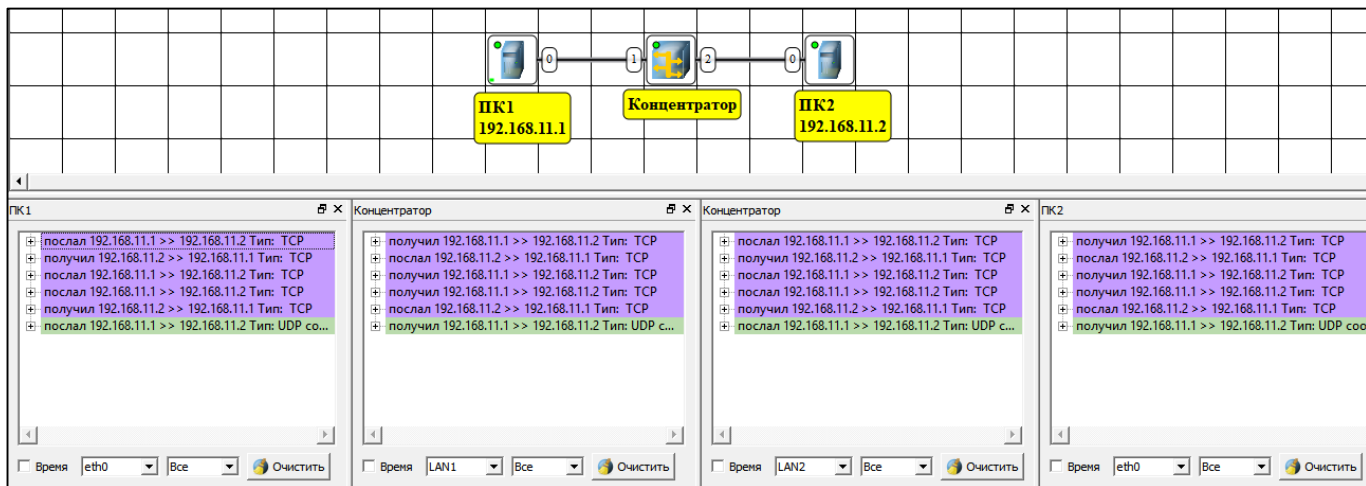 0
1
2
0
ПК1
192.168.11.1
Концентратор
ПК2
192.168.11.2
ПК1
послал 192.168.11.1 >> 192.168.11.2 Тип: TCP
получил 192.168.11.2 >> 192.168.11.1 Тип: TCP
послал 192.168.11.1 >> 192.168.11.2 Тип: TCP
послал 192.168.11.1 >> 192.168.11.2 Тип: TCP
получил 192.168.11.2 >> 192.168.11.1 Тип: TCP
послал 192.168.11.1 >> 192.168.11.2 Тип: UDP со...
Время eth0 Все Очистить
Концентратор
получил 192.168.11.1 >> 192.168.11.2 Тип: TCP
послал 192.168.11.2 >> 192.168.11.1 Тип: TCP
получил 192.168.11.1 >> 192.168.11.2 Тип: TCP
получил 192.168.11.1 >> 192.168.11.2 Тип: TCP
послал 192.168.11.2 >> 192.168.11.1 Тип: TCP
получил 192.168.11.1 >> 192.168.11.2 Тип: UDP с...
Время LAN1 Все Очистить
Концентратор
послал 192.168.11.1 >> 192.168.11.2 Тип: TCP
получил 192.168.11.2 >> 192.168.11.1 Тип: TCP
послал 192.168.11.1 >> 192.168.11.2 Тип: TCP
послал 192.168.11.1 >> 192.168.11.2 Тип: TCP
получил 192.168.11.2 >> 192.168.11.1 Тип: TCP
послал 192.168.11.1 >> 192.168.11.2 Тип: UDP с...
Время LAN2 Все Очистить
ПК2
получил 192.168.11.1 >> 192.168.11.2 Тип: TCP
послал 192.168.11.2 >> 192.168.11.1 Тип: TCP
получил 192.168.11.1 >> 192.168.11.2 Тип: TCP
получил 192.168.11.1 >> 192.168.11.2 Тип: TCP
послал 192.168.11.2 >> 192.168.11.1 Тип: TCP
получил 192.168.11.1 >> 192.168.11.2 Тип: UDP соо
Время eth0 Все Очистить